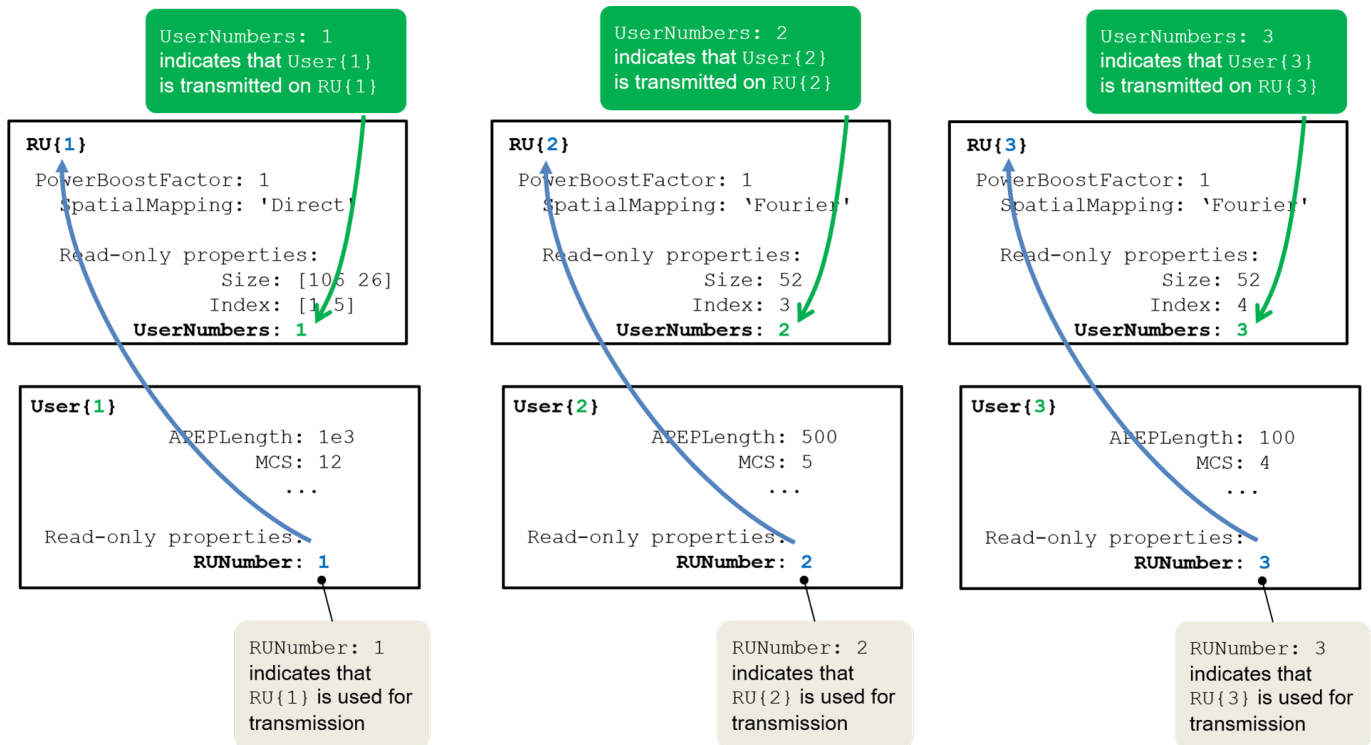 UserNumbers: 1
indicates that User{1}
is transmitted on RU{1}
UserNumbers: 2
indicates that User{2}
is transmitted on RU{2}
UserNumbers: 3
indicates that User{3}
is transmitted on RU{3}
RU{1}
PowerBoostFactor: 1
SpatialMapping: 'Direct'
Read-only properties:
Size: [106 26]
Index: [1 5]
UserNumbers: 1
RU{2}
PowerBoostFactor: 1
SpatialMapping: ‘Fourier'
Read-only properties:
Size: 52
Index: 3
UserNumbers: 2
RU{3}
PowerBoostFactor: 1
SpatialMapping: ‘Fourier'
Read-only properties:
Size: 52
Index: 4
UserNumbers: 3
User{1}
APEPLength: 1e3
MCS: 12
...
Read-only properties:
RUNumber: 1
User{2}
APEPLength: 500
MCS: 5
...
Read-only properties:
RUNumber: 2
User{3}
APEPLength: 100
MCS: 4
...
Read-only properties:
RUNumber: 3
RUNumber: 1
indicates that
RU{1} is used for
transmission
RUNumber: 2
indicates that
RU{2} is used for
transmission
RUNumber: 3
indicates that
RU{3} is used for
transmission